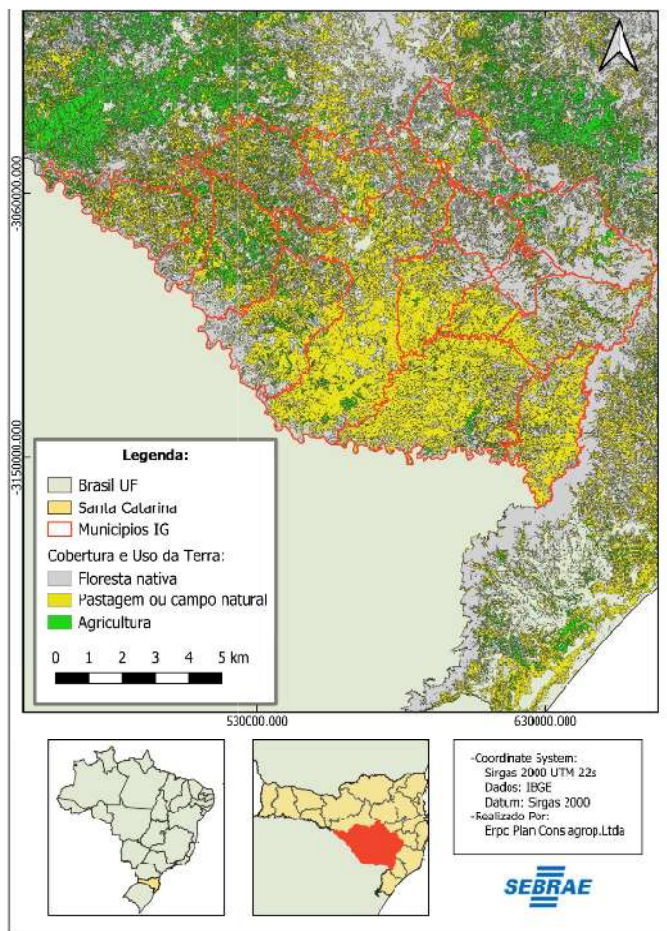 -3060000.000
-3150000.000
Legenda:
Brasil UF
Santa Catarina
Municipios IG
Cobertura e Uso da Terra:
Floresta nativa
Pastagem ou campo natural
Agricultura
0 1 2 3 4 5 km
530000.000
630000.000
-Coordinate System:
Sirgas 2000 UTM 22s
Dados: IBGE
Datum: Sirgas 2000
-Realizado Por:
Erpc Plan Consagrop.Ltda
SEBRAE